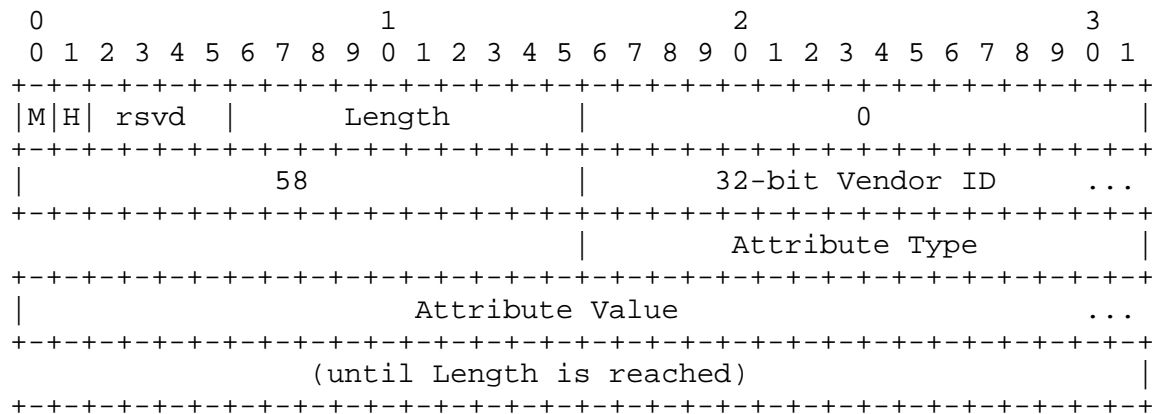 0                   1                   2                   3
 0 1 2 3 4 5 6 7 8 9 0 1 2 3 4 5 6 7 8 9 0 1 2 3 4 5 6 7 8 9 0 1
+-+-+-+-+-+-+-+-+-+-+-+-+-+-+-+-+-+-+-+-+-+-+-+-+-+-+-+-+-+-+-+-+
|M|H| rsvd  |      Length       |               0               |
+-+-+-+-+-+-+-+-+-+-+-+-+-+-+-+-+-+-+-+-+-+-+-+-+-+-+-+-+-+-+-+-+
|              58               |       32-bit Vendor ID     ...
+-+-+-+-+-+-+-+-+-+-+-+-+-+-+-+-+-+-+-+-+-+-+-+-+-+-+-+-+-+-+-+-+
                                |        Attribute Type         |
+-+-+-+-+-+-+-+-+-+-+-+-+-+-+-+-+-+-+-+-+-+-+-+-+-+-+-+-+-+-+-+-+
|                      Attribute Value                       ...
+-+-+-+-+-+-+-+-+-+-+-+-+-+-+-+-+-+-+-+-+-+-+-+-+-+-+-+-+-+-+-+-+
                 (until Length is reached)                      |
+-+-+-+-+-+-+-+-+-+-+-+-+-+-+-+-+-+-+-+-+-+-+-+-+-+-+-+-+-+-+-+-+